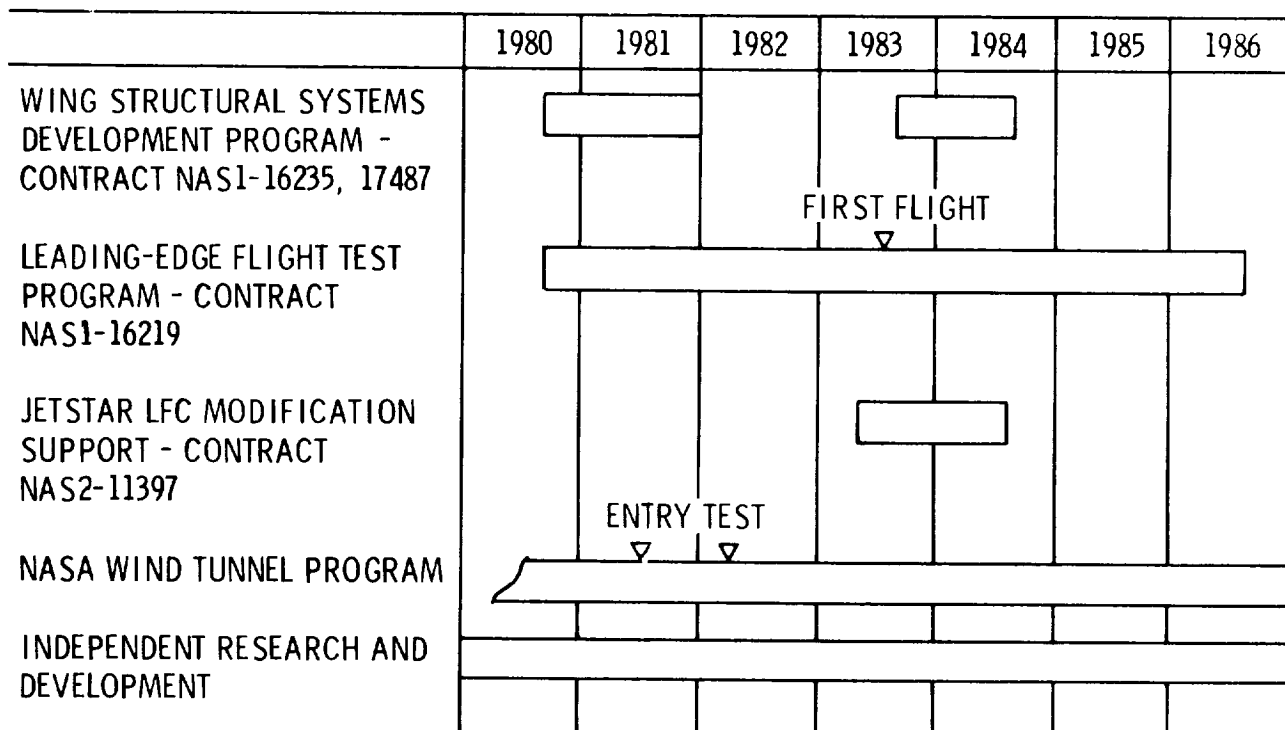 1980 1981 1982 1983 1984 1985 1986
WING STRUCTURAL SYSTEMS
DEVELOPMENT PROGRAM -
CONTRACT NAS1-16235, 17487
FIRST FLIGHT
LEADING-EDGE FLIGHT TEST
PROGRAM - CONTRACT
NAS1-16219
JETSTAR LFC MODIFICATION
SUPPORT - CONTRACT
NAS2-11397
ENTRY TEST
NASA WIND TUNNEL PROGRAM
INDEPENDENT RESEARCH AND
DEVELOPMENT